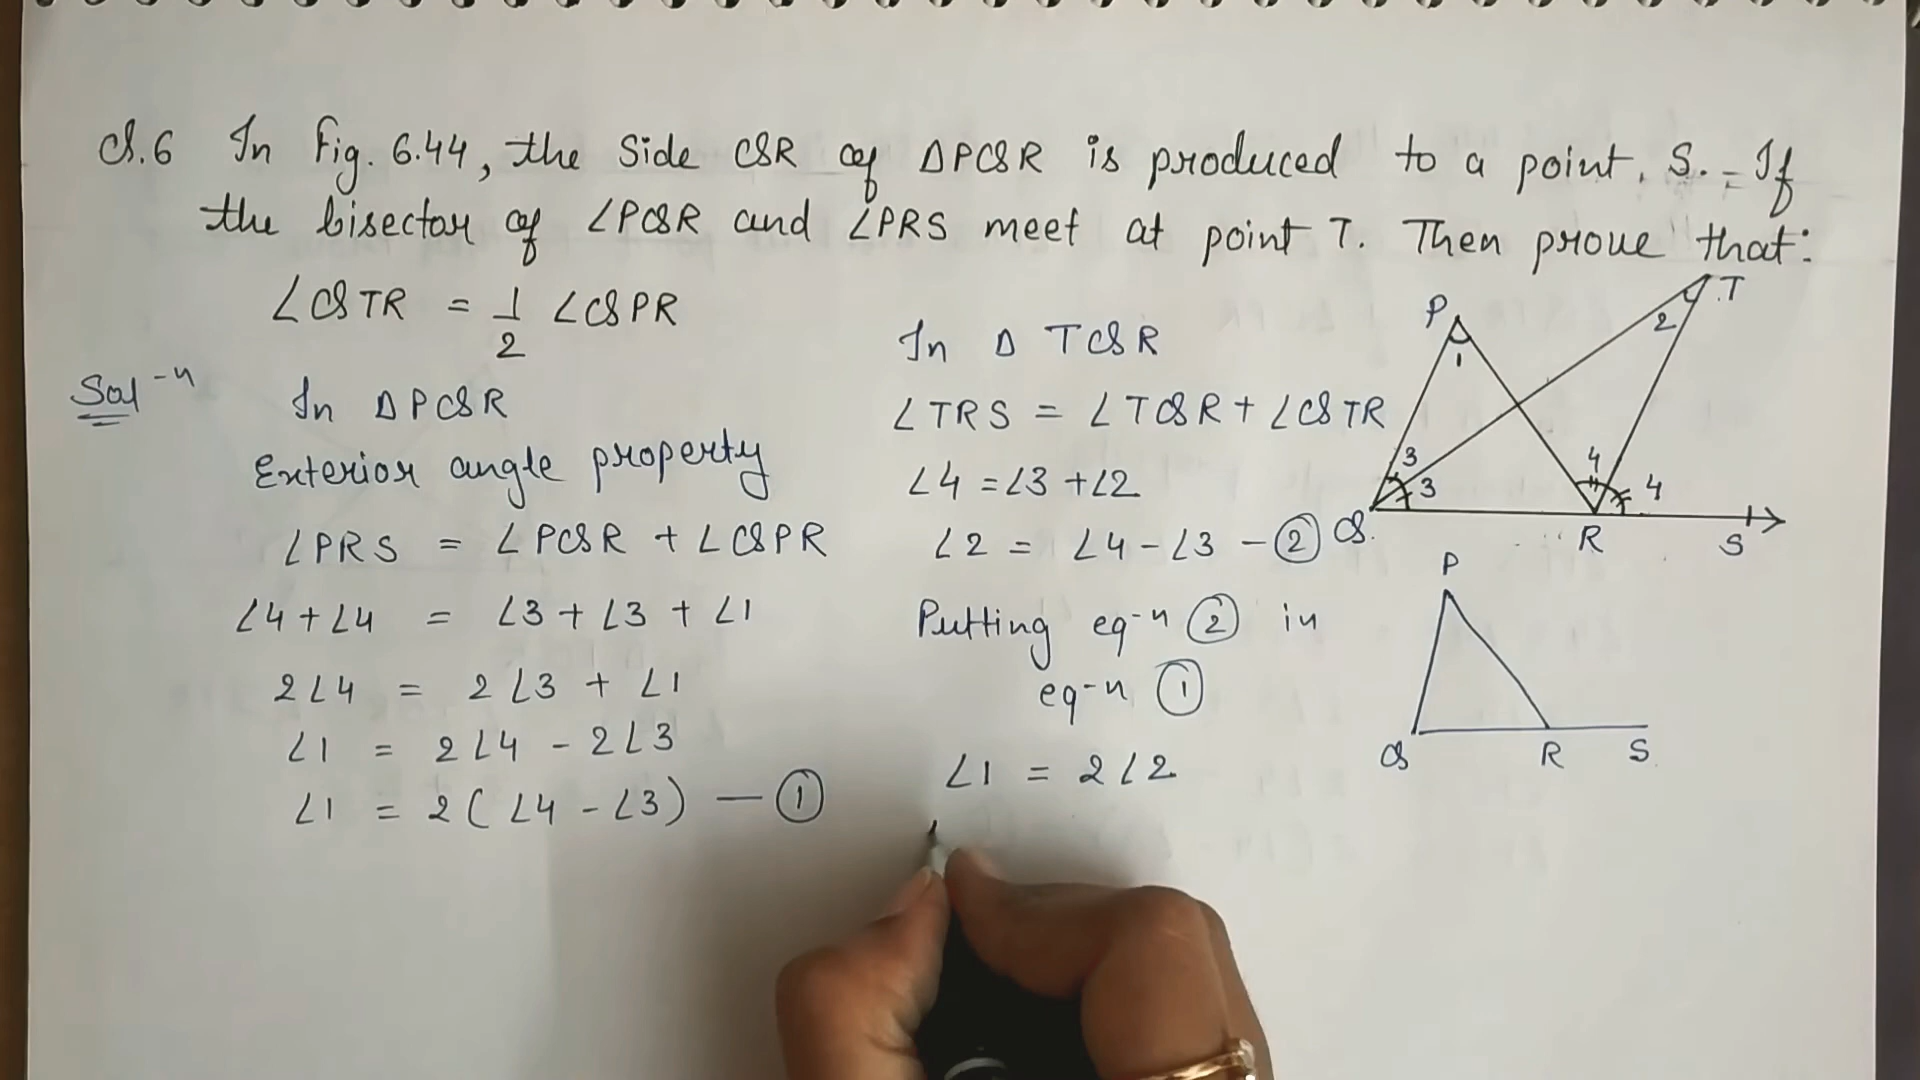 Q.6 In Fig. 6.44, the Side QR of ΔPQR is produced to a point. S. - If
the bisector of ∠PQR and ∠PRS meet at point T. Then prove that:
∠QTR = 1/2 ∠QPR
Sol-n In ΔPQR
Exterior angle property
∠PRS = ∠PQR + ∠QPR
∠4 + ∠4 = ∠3 + ∠3 + ∠1
2∠4 = 2∠3 + ∠1
∠1 = 2∠4 - 2∠3
∠1 = 2(∠4 - ∠3) — ①
In Δ TQR
∠TRS = ∠TQR + ∠QTR
∠4 = ∠3 + ∠2
∠2 = ∠4 - ∠3 - ②
Putting eq-n ② in
eq-n ①
∠1 = 2∠2
P
1
T
2
3
3
4
4
Q.
R
S
P
Q
R
S